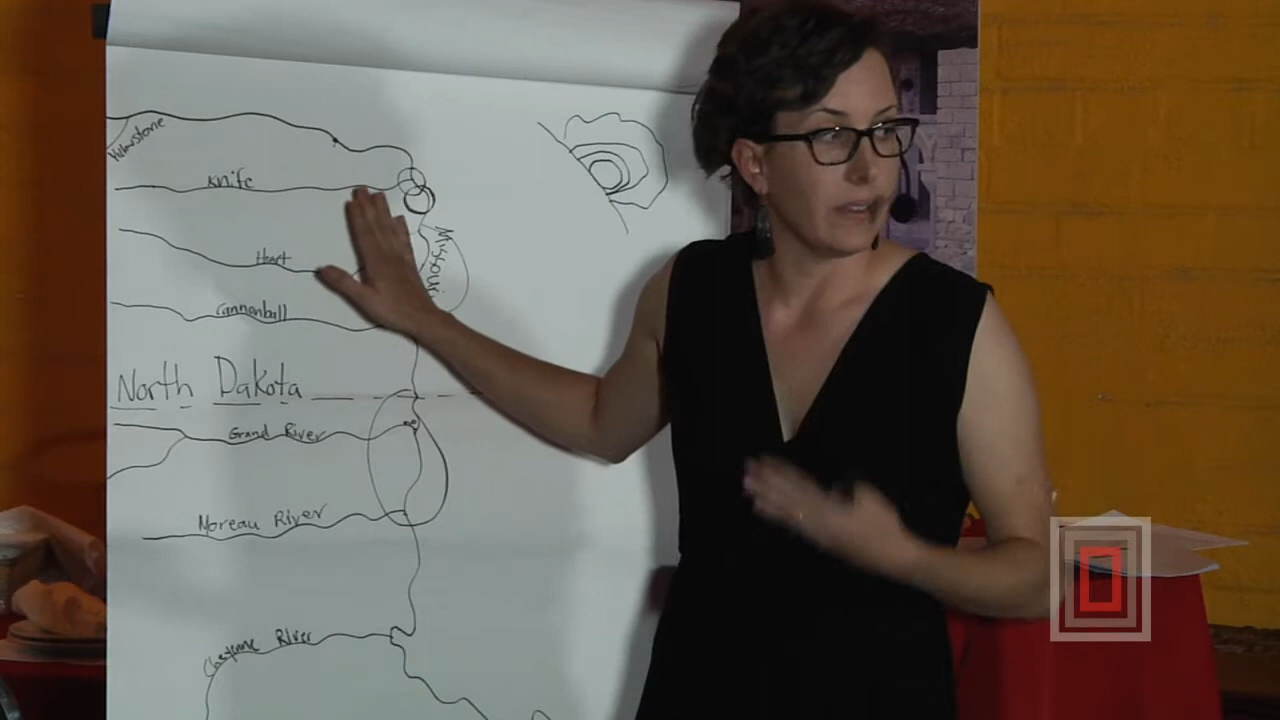 Yellowstone
Knife
Heart
Missouri
Cannonball
North Dakota
Grand River
Moreau River
Cheyenne River